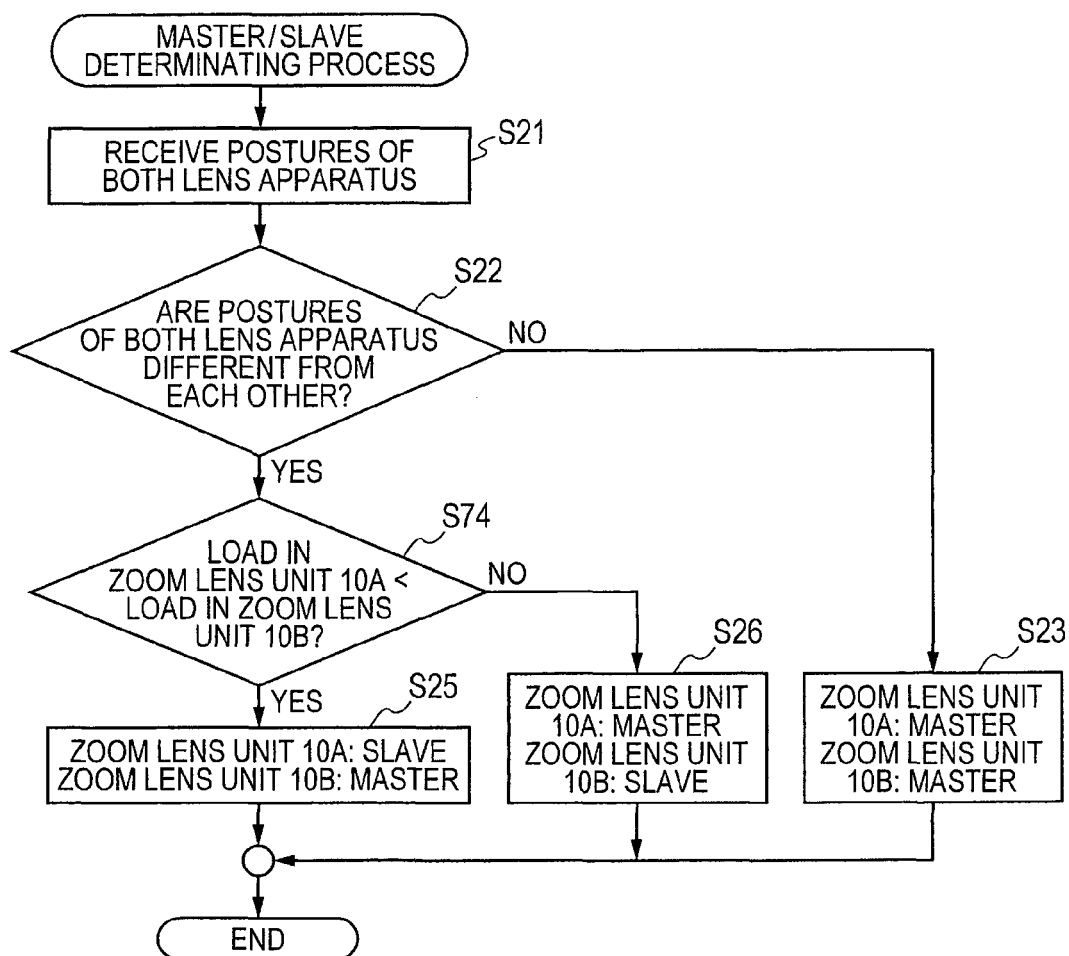 MASTER/SLAVE
DETERMINATING PROCESS
S21
RECEIVE POSTURES OF
BOTH LENS APPARATUS
S22
ARE POSTURES
OF BOTH LENS APPARATUS
DIFFERENT FROM
EACH OTHER?
NO
YES
S74
LOAD IN
ZOOM LENS UNIT 10A <
LOAD IN ZOOM LENS
UNIT 10B?
NO
YES
S25
ZOOM LENS UNIT 10A: SLAVE
ZOOM LENS UNIT 10B: MASTER
S26
ZOOM LENS UNIT
10A: MASTER
ZOOM LENS UNIT
10B: SLAVE
S23
ZOOM LENS UNIT
10A: MASTER
ZOOM LENS UNIT
10B: MASTER
END